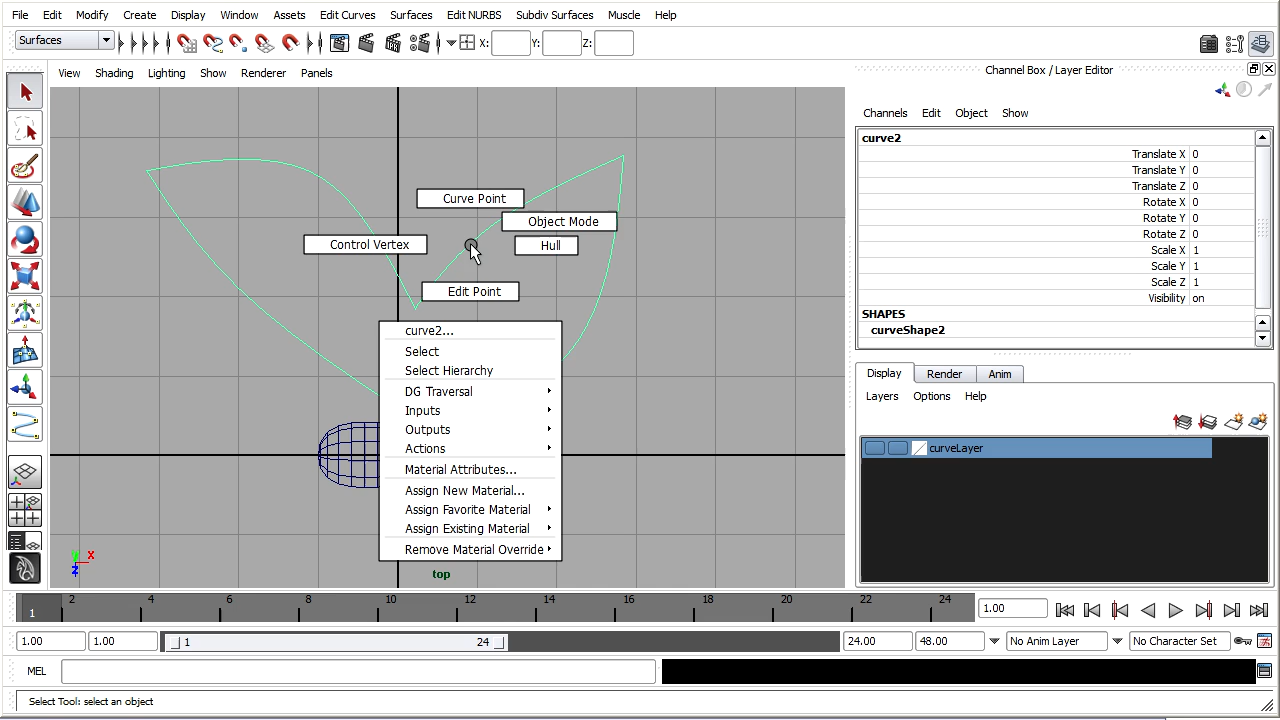 File Edit Modify Create Display Window Assets Edit Curves Surfaces Edit NURBS Subdiv Surfaces Muscle Help
Surfaces X: Y: Z:
View Shading Lighting Show Renderer Panels
Channel Box / Layer Editor
Channels Edit Object Show
curve2
Translate X 0
Translate Y 0
Translate Z 0
Rotate X 0
Rotate Y 0
Rotate Z 0
Scale X 1
Scale Y 1
Scale Z 1
Visibility on
SHAPES
curveShape2
Curve Point
Object Mode
Control Vertex
Hull
Edit Point
curve2...
Select
Select Hierarchy
DG Traversal
Inputs
Outputs
Actions
Material Attributes...
Assign New Material...
Assign Favorite Material
Assign Existing Material
Remove Material Override
Display Render Anim
Layers Options Help
curveLayer
y x
z
top
1 2 4 6 8 10 12 14 16 18 20 22 24
1.00
1.00 1.00 1 24 24.00 48.00 No Anim Layer No Character Set
MEL
Select Tool: select an object